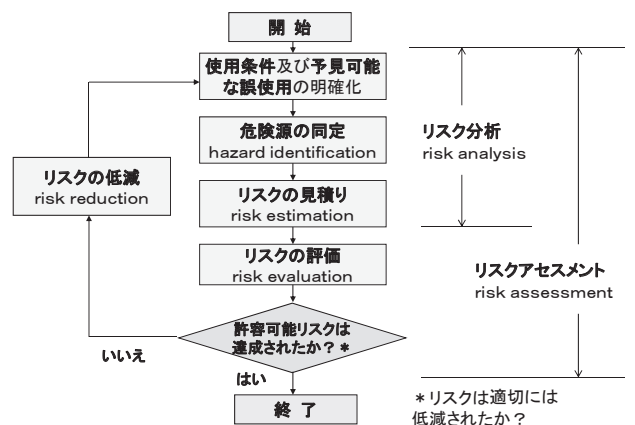 開 始
使用条件及び予見可能
な誤使用の明確化
危険源の同定
hazard identification
リスク分析
risk analysis
リスクの低減
risk reduction
リスクの見積り
risk estimation
リスクの評価
risk evaluation
リスクアセスメント
risk assessment
許容可能リスクは
達成されたか？＊
いいえ
はい
終 了
＊リスクは適切には
低減されたか？